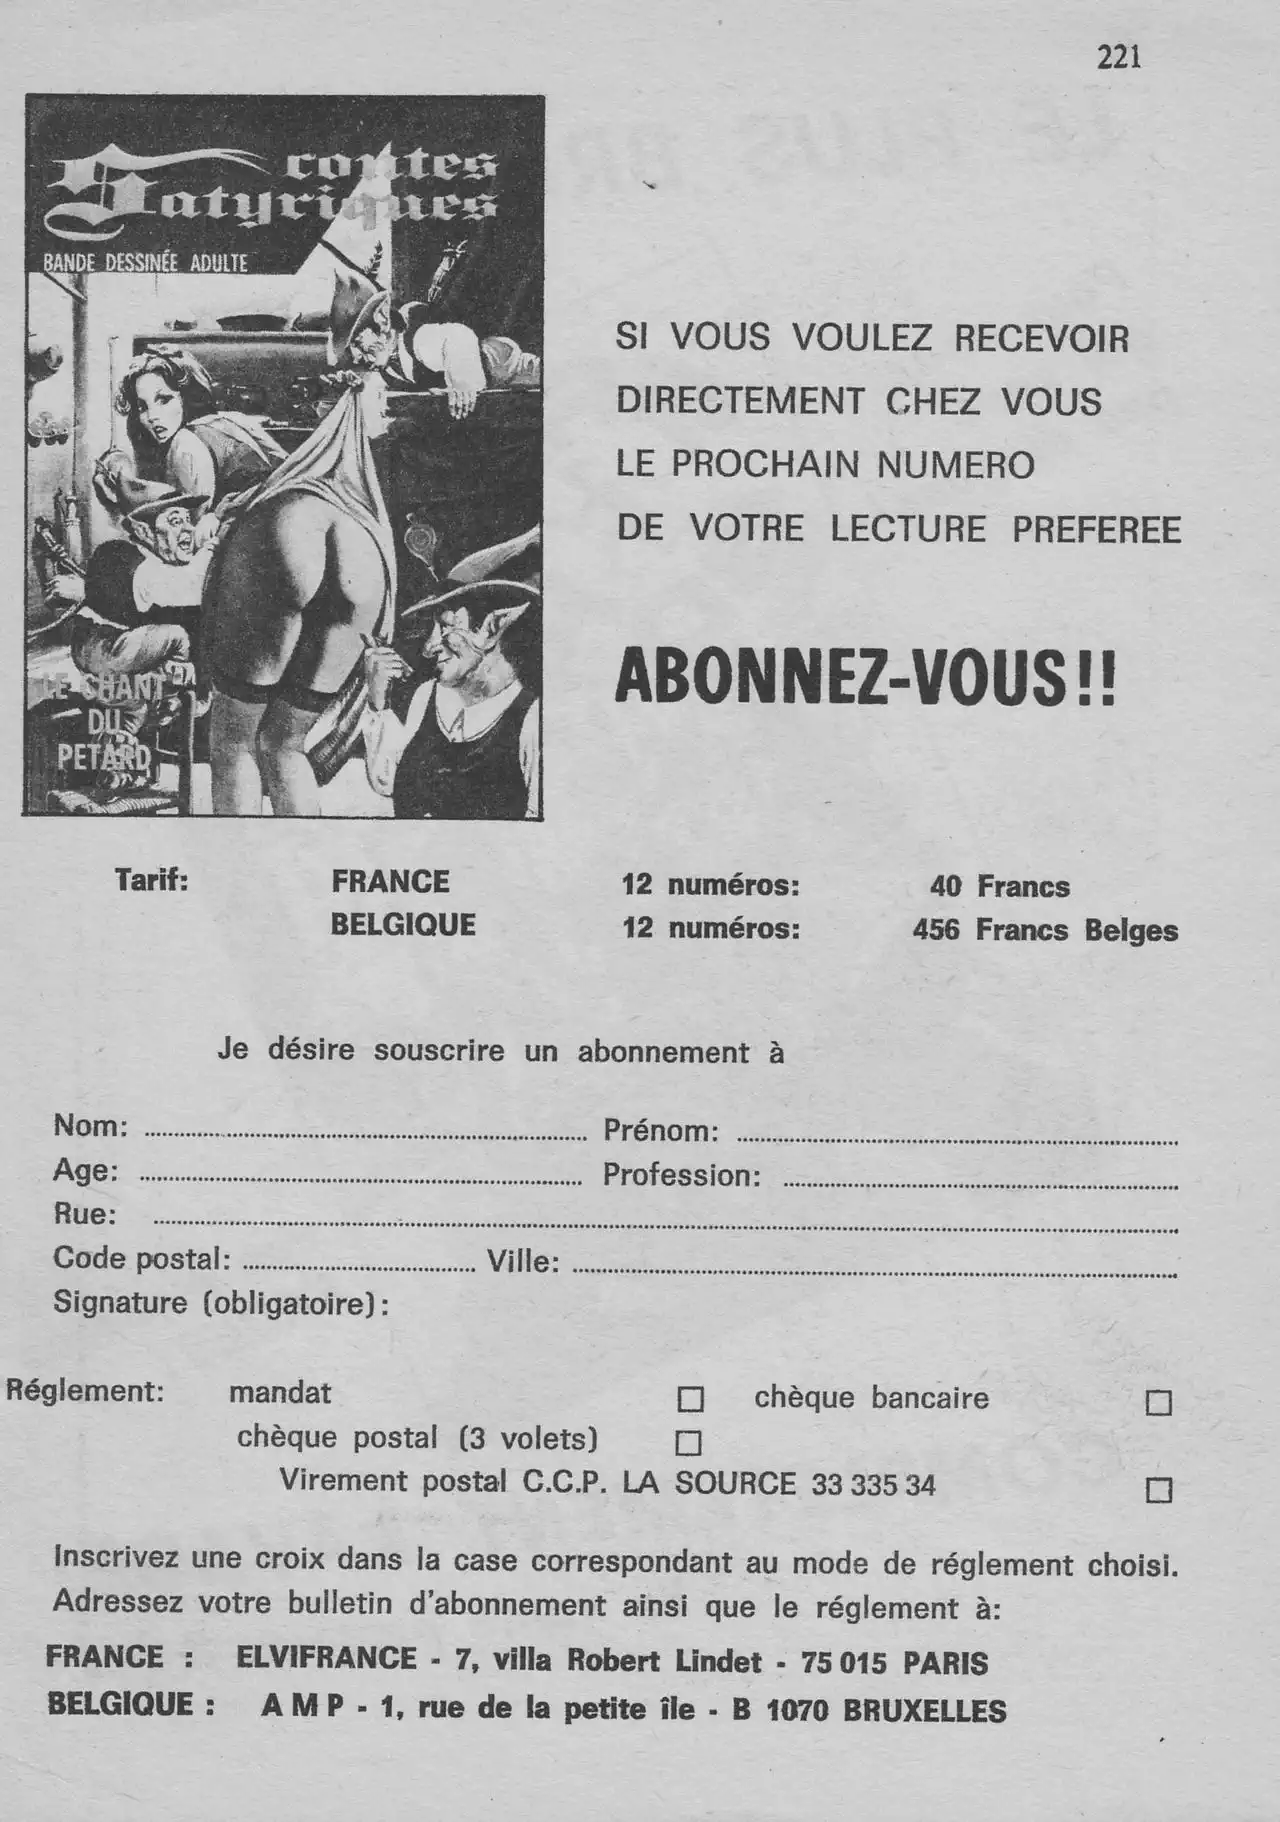 221
contes
Satyriques
BANDE DESSINÉE ADULTE
LE CHANT
DU
PETARD
SI VOUS VOULEZ RECEVOIR
DIRECTEMENT CHEZ VOUS
LE PROCHAIN NUMERO
DE VOTRE LECTURE PREFEREE
ABONNEZ-VOUS!!
Tarif: FRANCE 12 numéros: 40 Francs
BELGIQUE 12 numéros: 456 Francs Belges
Je désire souscrire un abonnement à
Nom: Prénom:
Age: Profession:
Rue:
Code postal: Ville:
Signature (obligatoire):
Réglement: mandat □ chèque bancaire □
chèque postal (3 volets) □
Virement postal C.C.P. LA SOURCE 33 335 34 □
Inscrivez une croix dans la case correspondant au mode de réglement choisi.
Adressez votre bulletin d'abonnement ainsi que le réglement à:
FRANCE : ELVIFRANCE - 7, villa Robert Lindet - 75 015 PARIS
BELGIQUE : A M P - 1, rue de la petite île - B 1070 BRUXELLES